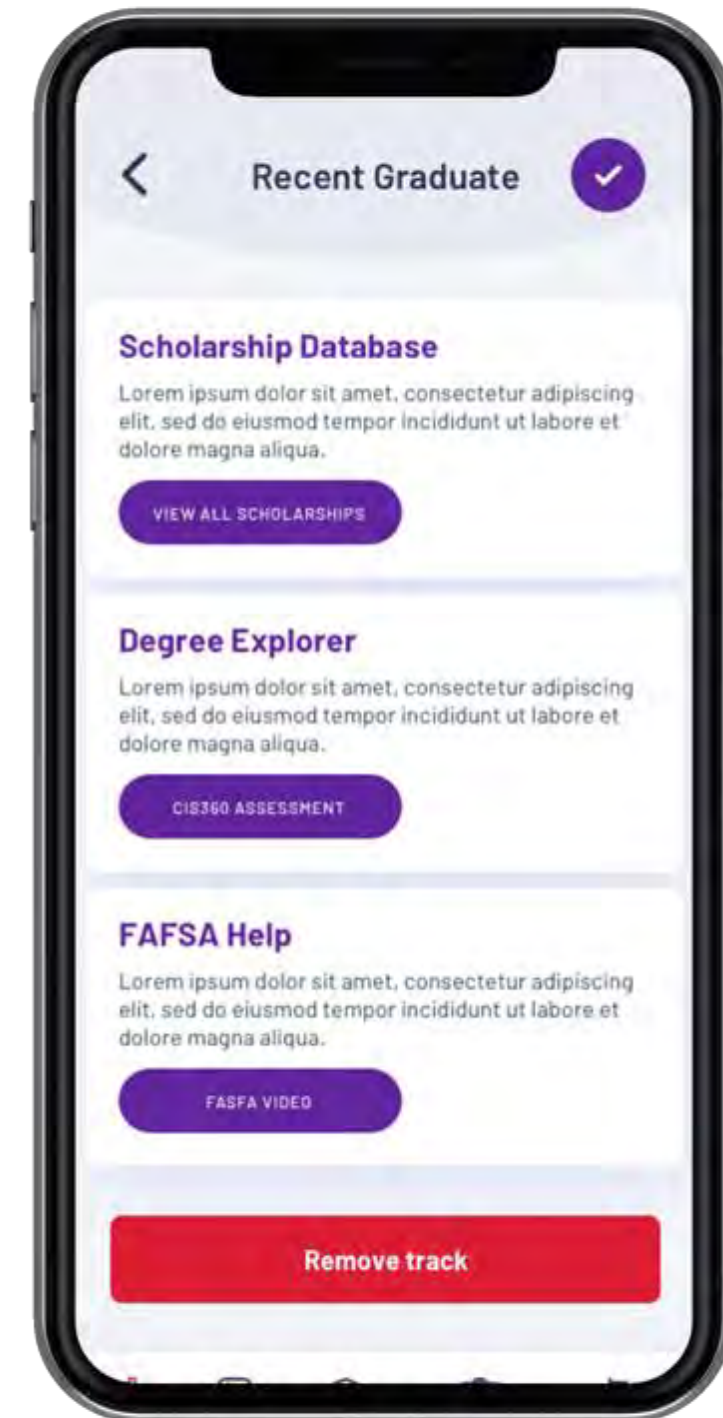 Recent Graduate
Scholarship Database
Lorem ipsum dolor sit amet, consectetur adipiscing
elit, sed do eiusmod tempor incididunt ut labore et
dolore magna aliqua.
VIEW ALL SCHOLARSHIPS
Degree Explorer
Lorem ipsum dolor sit amet, consectetur adipiscing
elit, sed do eiusmod tempor incididunt ut labore et
dolore magna aliqua.
CIS360 ASSESSMENT
FAFSA Help
Lorem ipsum dolor sit amet, consectetur adipiscing
elit, sed do eiusmod tempor incididunt ut labore et
dolore magna aliqua.
FASFA VIDEO
Remove track